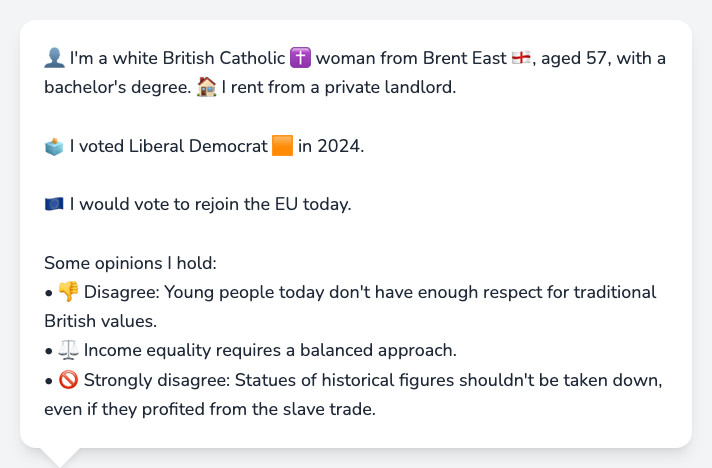 👤 I'm a white British Catholic ✝️ woman from Brent East 🏴󠁧󠁢󠁥󠁮󠁧󠁿, aged 57, with a
bachelor's degree. 🏠 I rent from a private landlord.
🗳️ I voted Liberal Democrat 🟧 in 2024.
🇪🇺 I would vote to rejoin the EU today.
Some opinions I hold:
• 👎 Disagree: Young people today don't have enough respect for traditional
British values.
• ⚖️ Income equality requires a balanced approach.
• 🚫 Strongly disagree: Statues of historical figures shouldn't be taken down,
even if they profited from the slave trade.